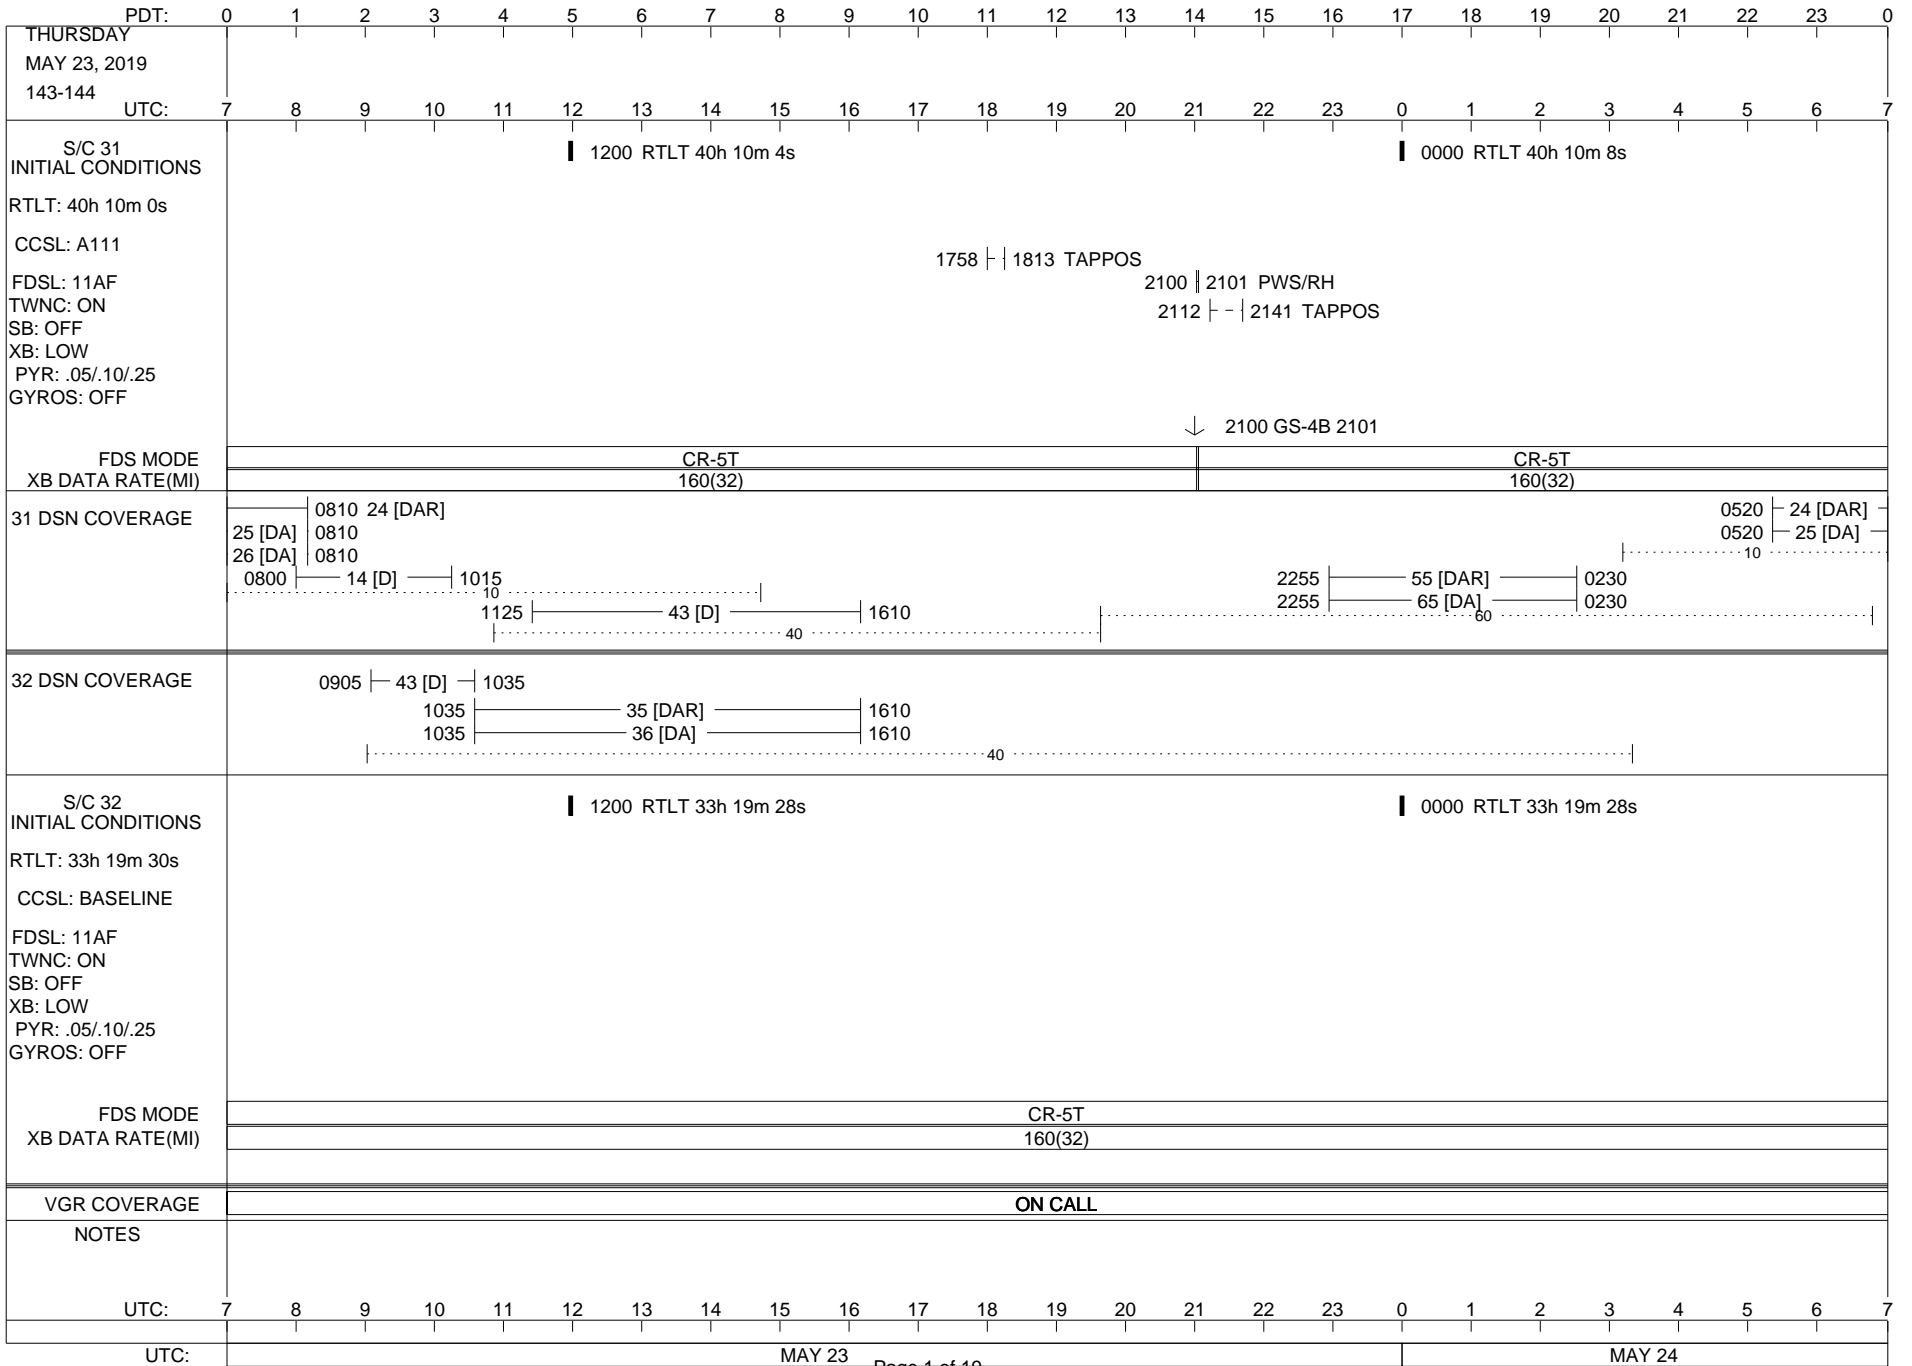 PDT: 0 1 2 3 4 5 6 7 8 9 10 11 12 13 14 15 16 17 18 19 20 21 22 23 0
THURSDAY
MAY 23, 2019
143-144
UTC: 7 8 9 10 11 12 13 14 15 16 17 18 19 20 21 22 23 0 1 2 3 4 5 6 7
S/C 31
INITIAL CONDITIONS
1200 RTLT 40h 10m 4s
0000 RTLT 40h 10m 8s
RTLT: 40h 10m 0s
CCSL: A111
1758 1813 TAPPOS
FDSL: 11AF
2100 2101 PWS/RH
TWNC: ON
2112 2141 TAPPOS
SB: OFF
XB: LOW
PYR: .05/.10/.25
GYROS: OFF
2100 GS-4B 2101
FDS MODE CR-5T CR-5T
XB DATA RATE(MI) 160(32) 160(32)
31 DSN COVERAGE
0810 24 [DAR] 0520 24 [DAR]
25 [DA] 0810 0520 25 [DA]
26 [DA] 0810 10
0800 14 [D] 1015 2255 55 [DAR] 0230
10
2255 65 [DA] 0230
1125 43 [D] 1610 60
40
32 DSN COVERAGE 0905 43 [D] 1035
1035 35 [DAR] 1610
1035 36 [DA] 1610
40
S/C 32
INITIAL CONDITIONS
1200 RTLT 33h 19m 28s
0000 RTLT 33h 19m 28s
RTLT: 33h 19m 30s
CCSL: BASELINE
FDSL: 11AF
TWNC: ON
SB: OFF
XB: LOW
PYR: .05/.10/.25
GYROS: OFF
FDS MODE CR-5T
XB DATA RATE(MI) 160(32)
VGR COVERAGE ON CALL
NOTES
UTC: 7 8 9 10 11 12 13 14 15 16 17 18 19 20 21 22 23 0 1 2 3 4 5 6 7
UTC: MAY 23 MAY 24
Page 1 of 19